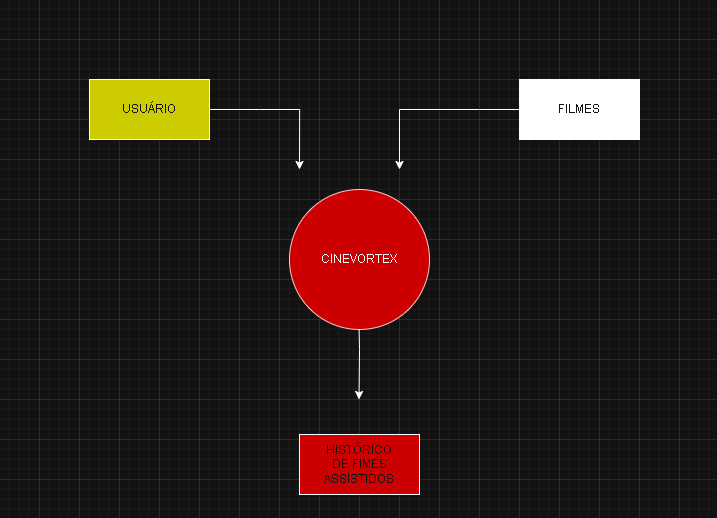 USUÁRIO
FILMES
CINEVORTEX
HISTÓRICO
DE FIMES
ASSISTIDOS